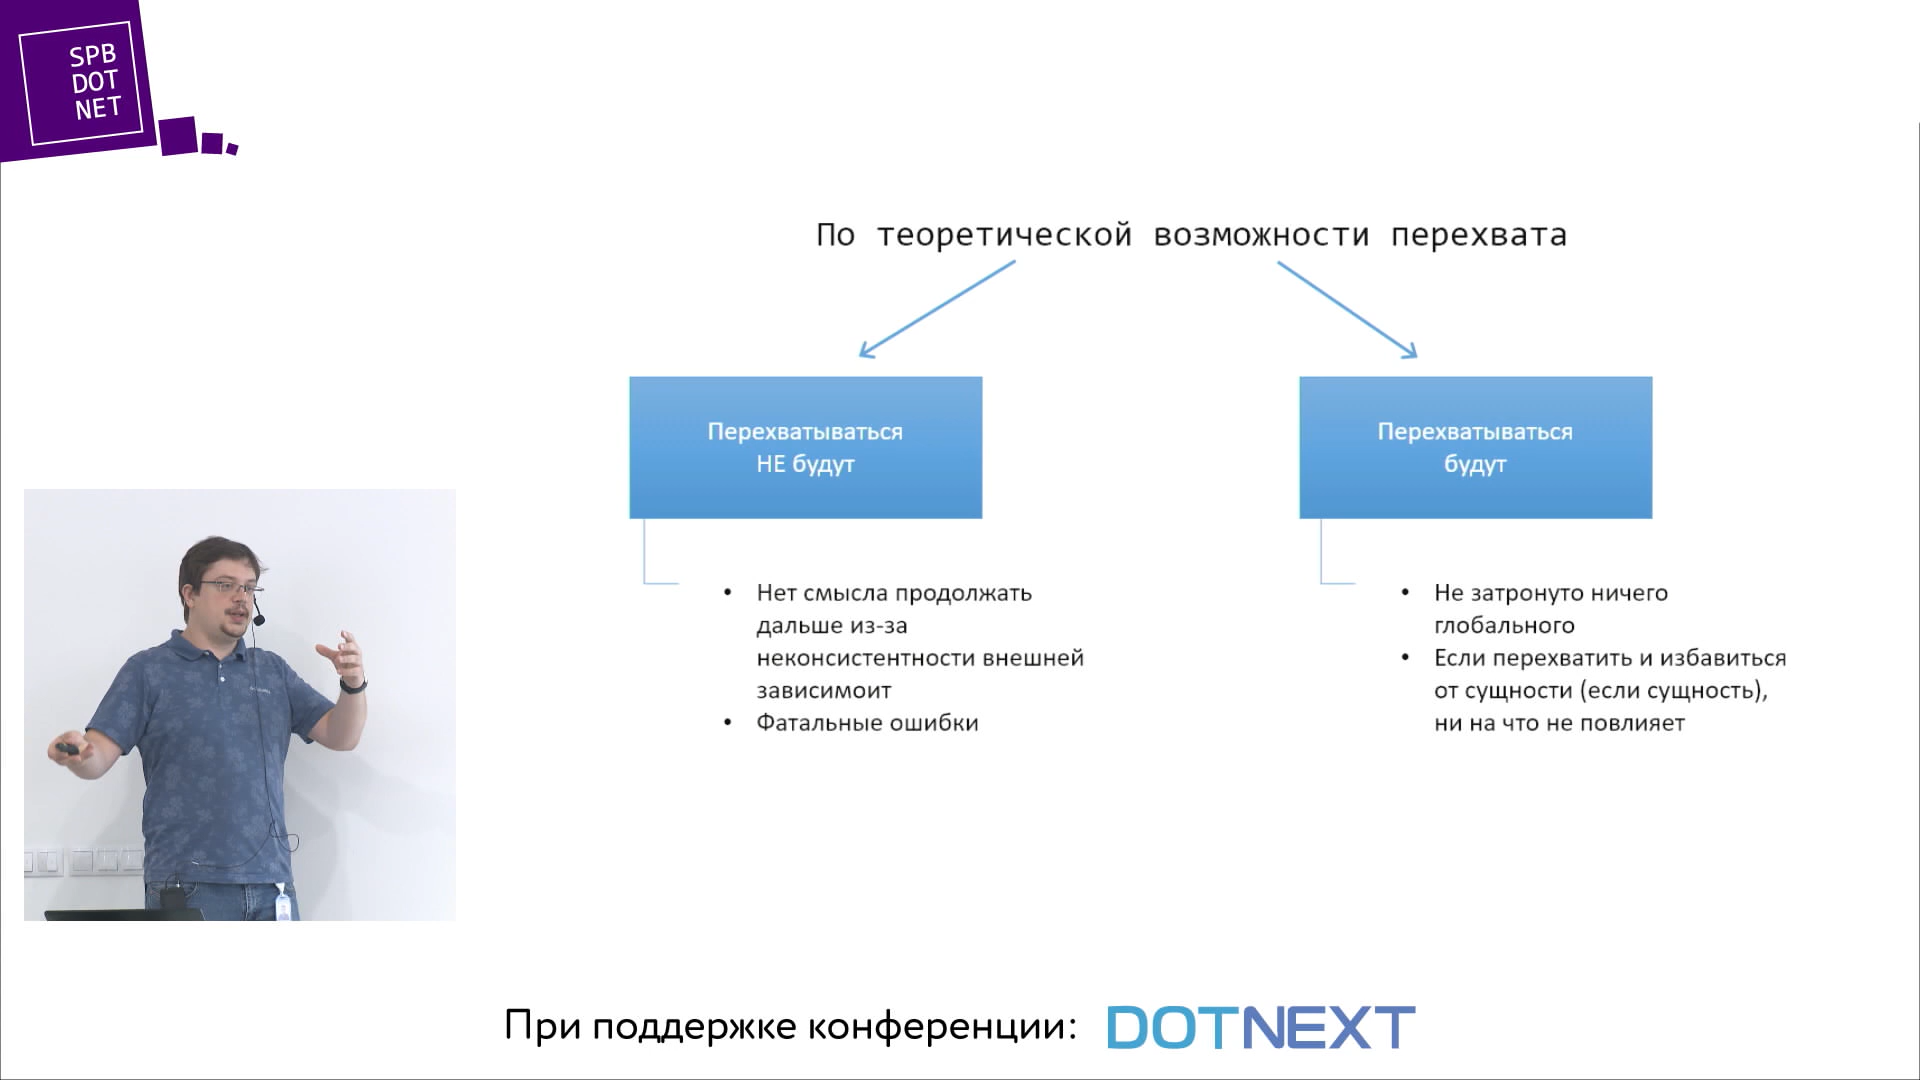 SPB
DOT
NET
По теоретической возможности перехвата
Перехватываться
НЕ будут
Перехватываться
будут
• Нет смысла продолжать
дальше из-за
неконсистентности внешней
зависимоит
• Фатальные ошибки
• Не затронуто ничего
глобального
• Если перехватить и избавиться
от сущности (если сущность),
ни на что не повлияет
При поддержке конференции:
DOTNEXT